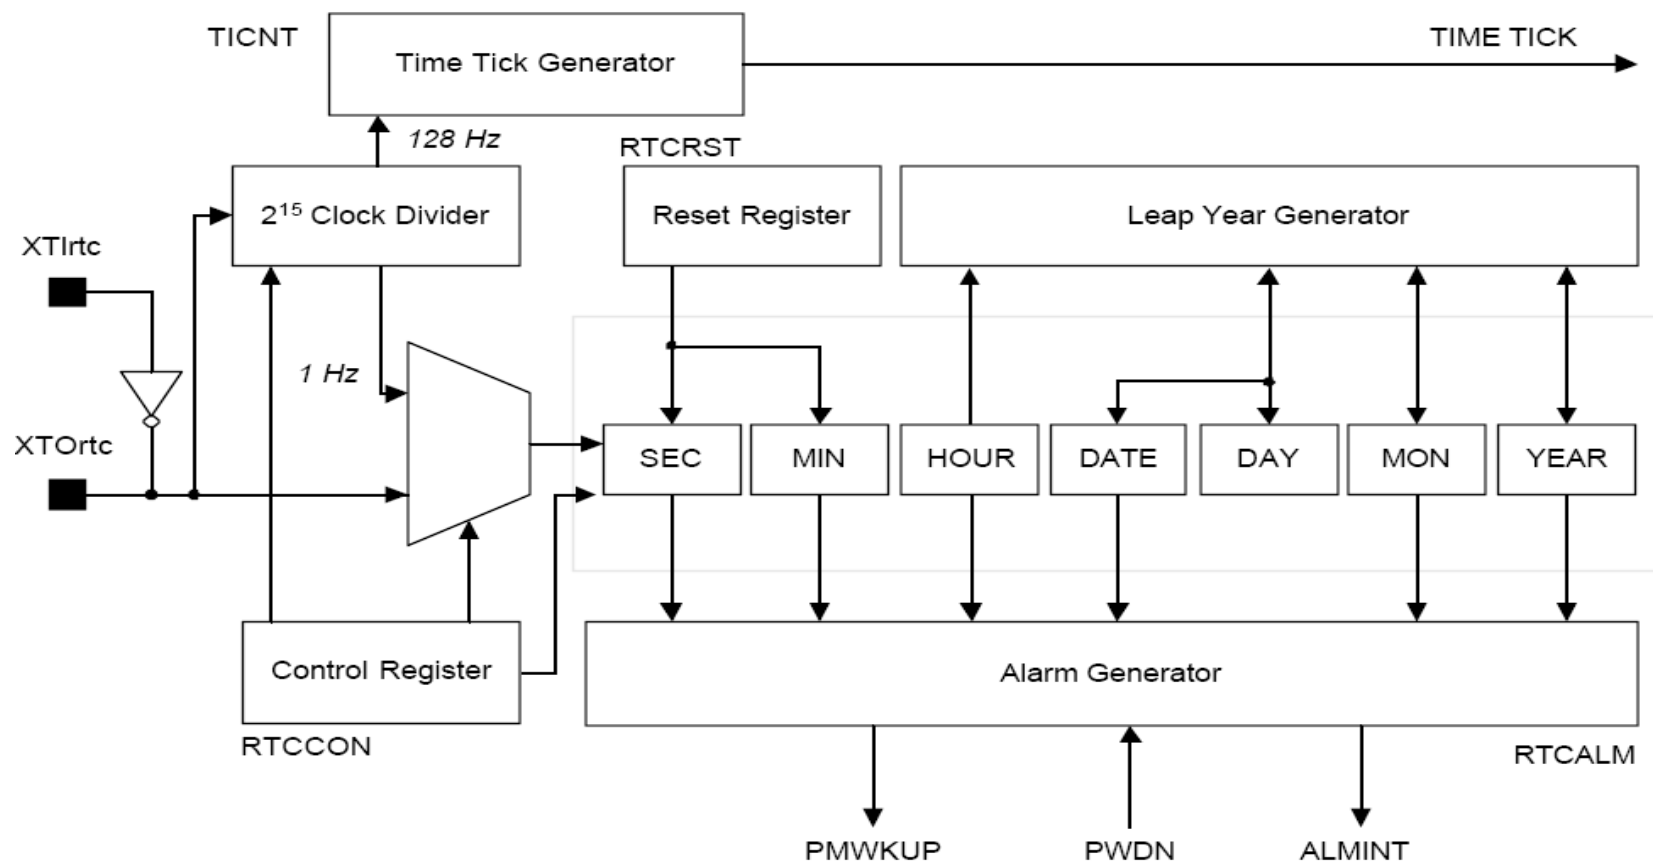 TICNT
Time Tick Generator
TIME TICK
128 Hz
RTCRST
2¹⁵ Clock Divider
Reset Register
Leap Year Generator
XTIrtc
1 Hz
XTOrtc
SEC
MIN
HOUR
DATE
DAY
MON
YEAR
Control Register
Alarm Generator
RTCCON
RTCALM
PMWKUP
PWDN
ALMINT